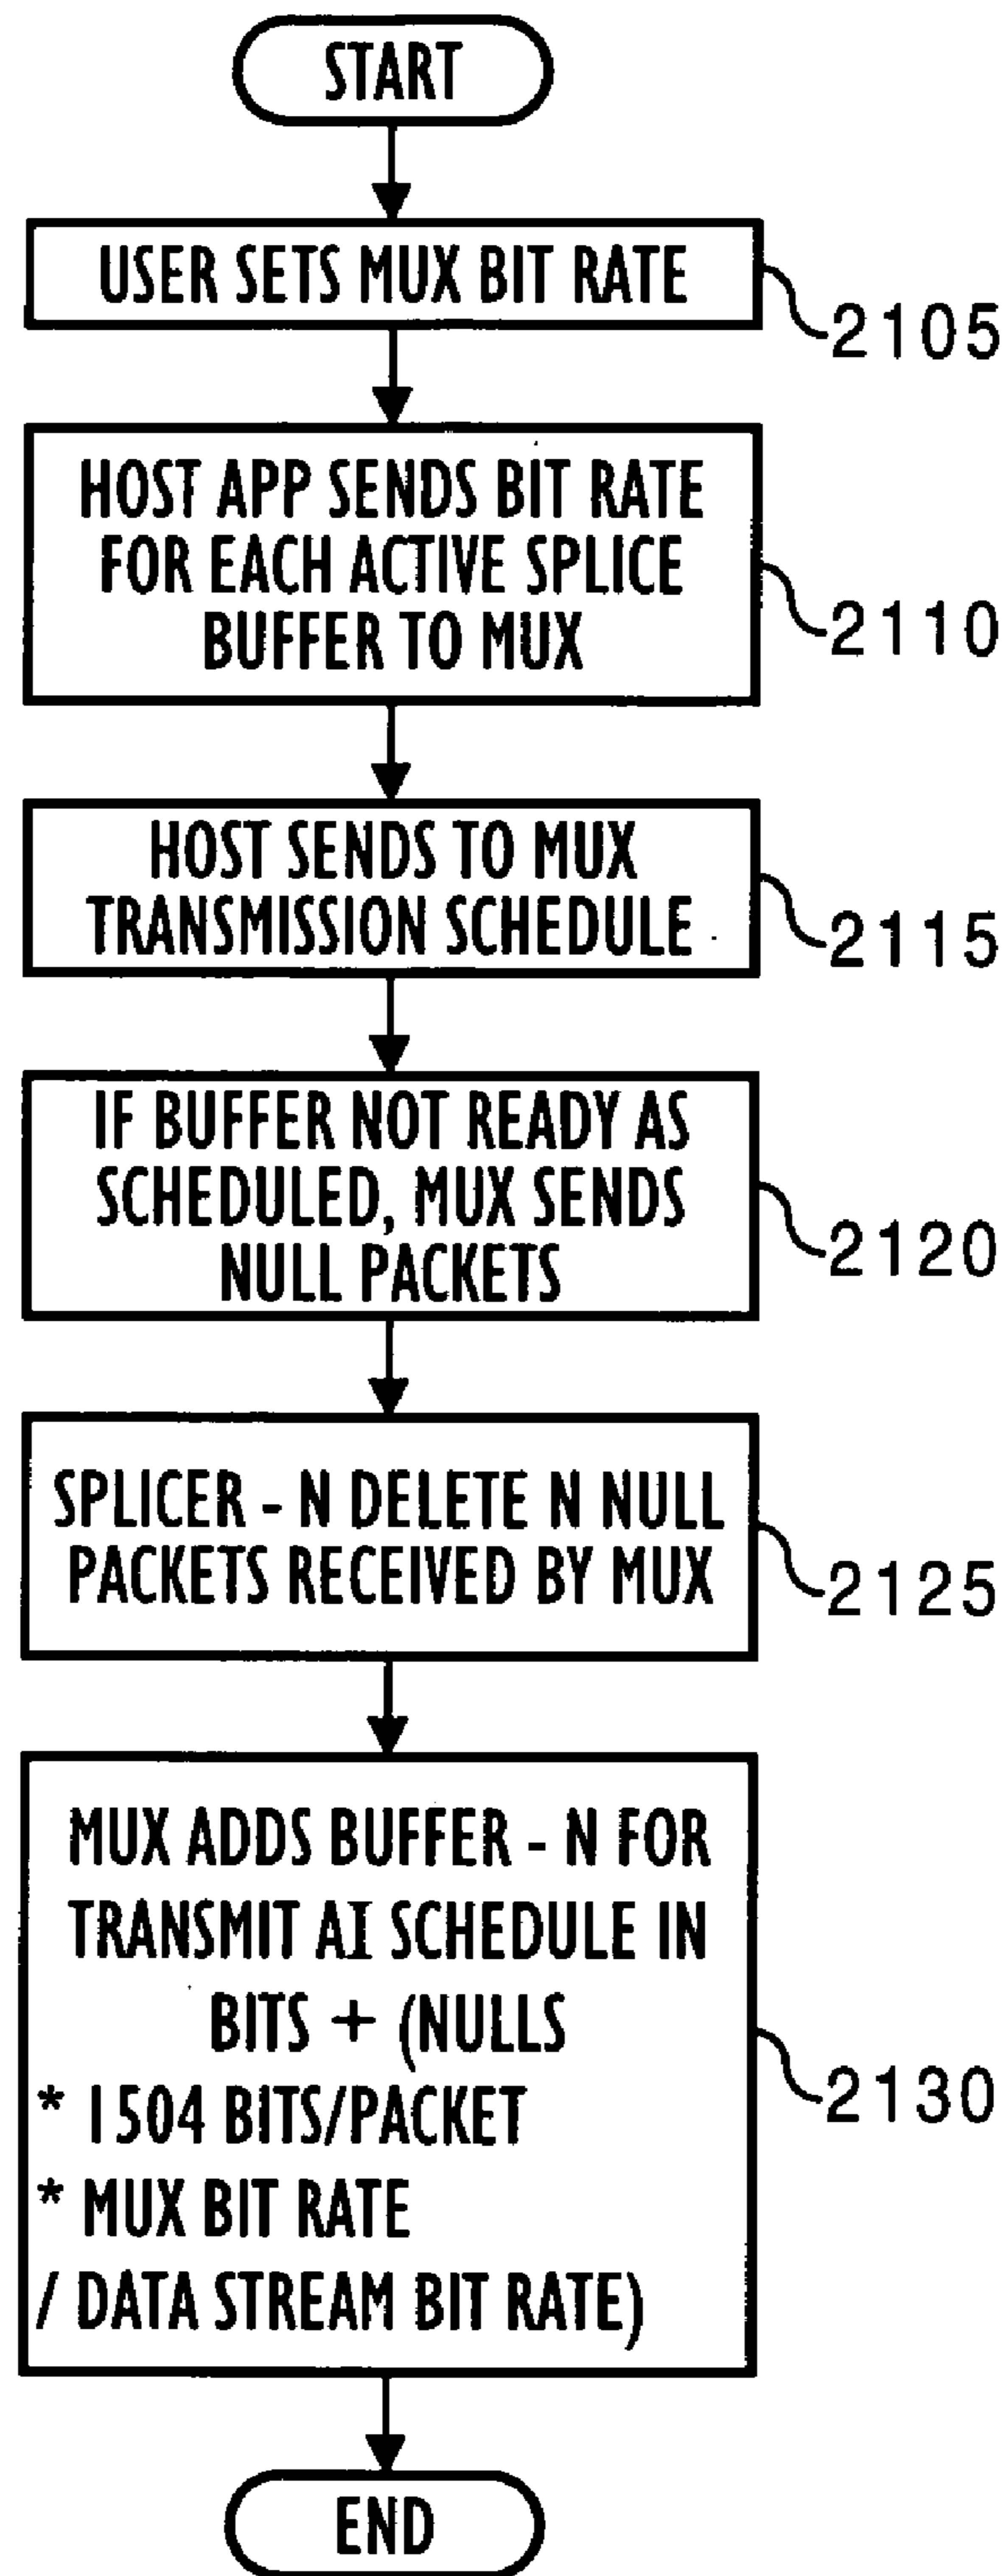 START
USER SETS MUX BIT RATE
2105
HOST APP SENDS BIT RATE
FOR EACH ACTIVE SPLICE
BUFFER TO MUX
2110
HOST SENDS TO MUX
TRANSMISSION SCHEDULE
2115
IF BUFFER NOT READY AS
SCHEDULED, MUX SENDS
NULL PACKETS
2120
SPLICER - N DELETE N NULL
PACKETS RECEIVED BY MUX
2125
MUX ADDS BUFFER - N FOR
TRANSMIT AI SCHEDULE IN
BITS + (NULLS
* 1504 BITS/PACKET
* MUX BIT RATE
/ DATA STREAM BIT RATE)
2130
END